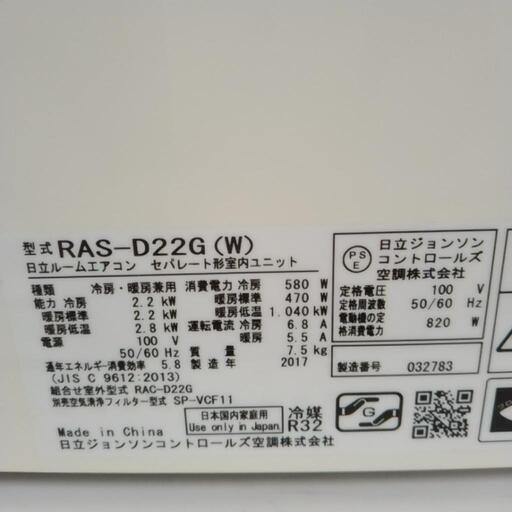 型式 RAS-D22G(W)
日立ルームエアコン セパレート形室内ユニット
種類 冷房・暖房兼用 消費電力 冷房 580 W
能力 冷房 2.2 kW 暖房標準 470 W
暖房標準 2.2 kW 暖房低温 1.040 kW
暖房低温 2.8 kW 運転電流 冷房 6.8 A
電源 100 V 暖房 5.5 A
50/60 Hz 質量 7.5 kg
通年エネルギー消費効率 5.8 製造年 2017
(JIS C 9612:2013)
組合せ室外型式 RAC-D22G
別売空気清浄フィルター型式 SP-VCF11
Made in China
日本国内家庭用
Use only in Japan
冷媒
R32
日立ジョンソンコントロールズ空調株式会社
PSE
日立ジョンソン
コントロールズ
空調株式会社
定格電圧 100 V
定格周波数 50/60 Hz
電動機の定
格消費電力 820 W
製造番号 032783
G